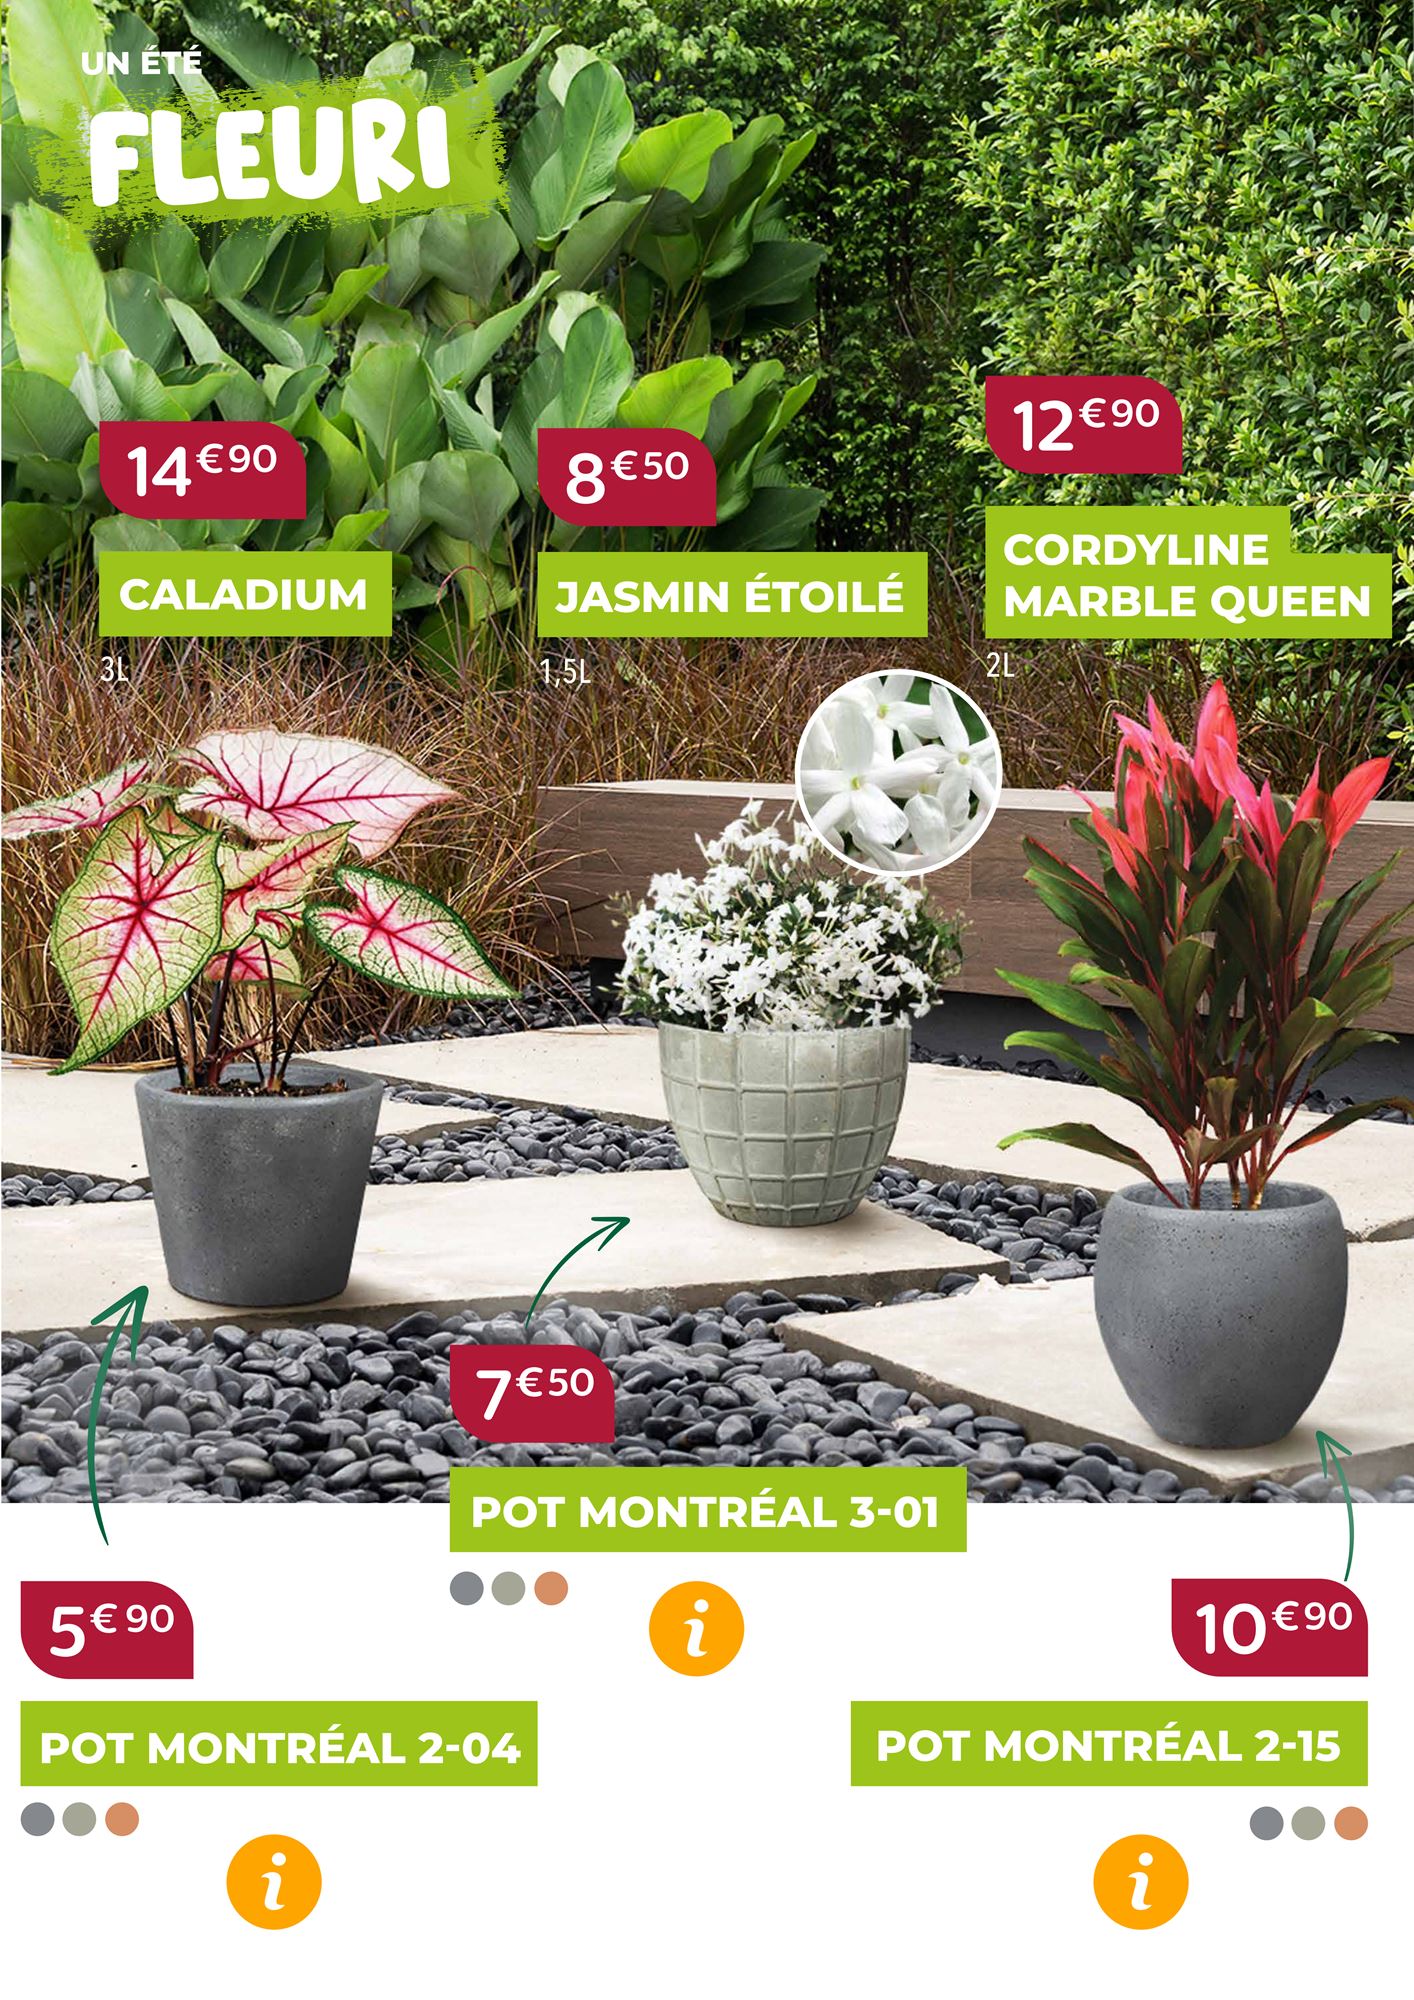 UN ÉTÉ
FLEURI
14€90
CALADIUM
3L
8€50
JASMIN ÉTOILÉ
1,5L
12€90
CORDYLINE
MARBLE QUEEN
2L
7€50
POT MONTRÉAL 3-01
i
5€90
POT MONTRÉAL 2-04
i
10€90
POT MONTRÉAL 2-15
i